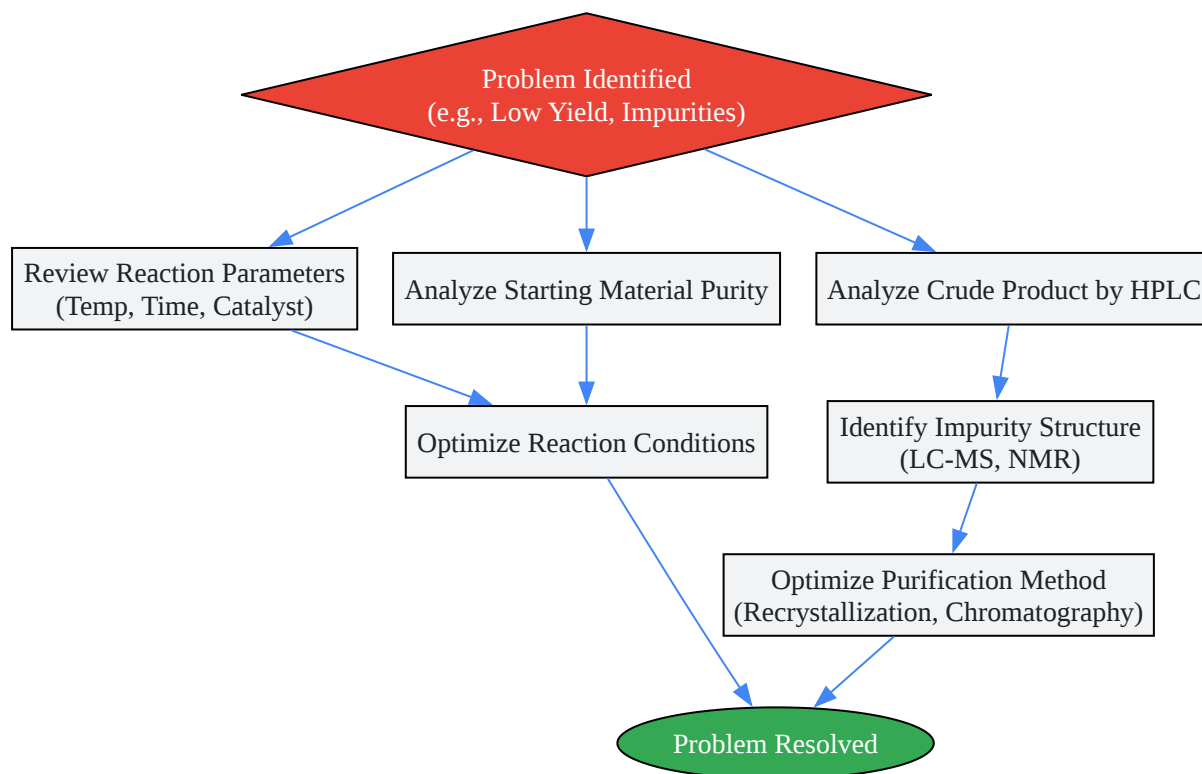 Problem Identified
(e.g., Low Yield, Impurities)
Review Reaction Parameters
(Temp, Time, Catalyst)
Analyze Starting Material Purity
Analyze Crude Product by HPLC
Optimize Reaction Conditions
Identify Impurity Structure
(LC-MS, NMR)
Optimize Purification Method
(Recrystallization, Chromatography)
Problem Resolved